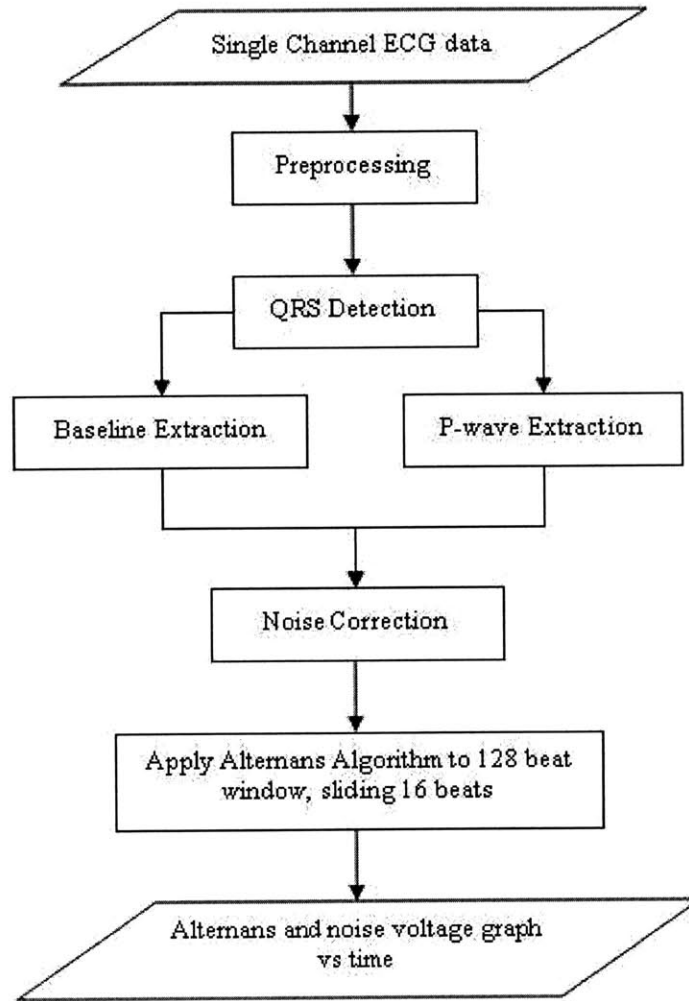 Single Channel ECG data
Preprocessing
QRS Detection
Baseline Extraction
P-wave Extraction
Noise Correction
Apply Alternans Algorithm to 128 beat
window, sliding 16 beats
Alternans and noise voltage graph
vs time